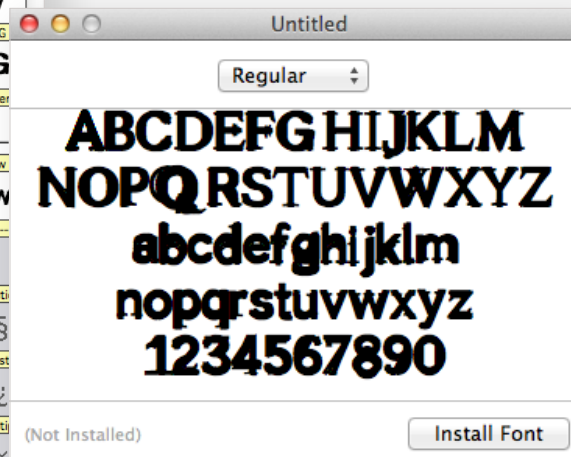 Untitled
Regular
ABCDEFGHIJKLM
NOPQRSTUVWXYZ
abcdefghijklm
nopqrstuvwxyz
1234567890
(Not Installed)
Install Font